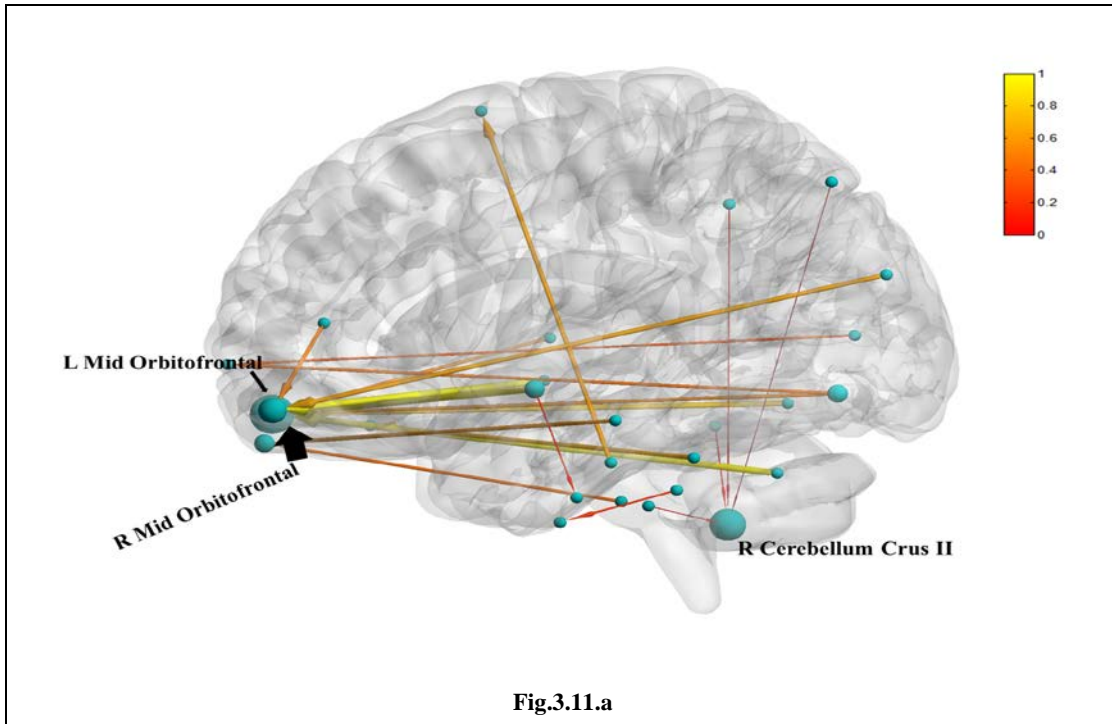 1
0.8
0.6
0.4
0.2
0
L Mid Orbitofrontal
R Mid Orbitofrontal
R Cerebellum Crus II
Fig.3.11.a